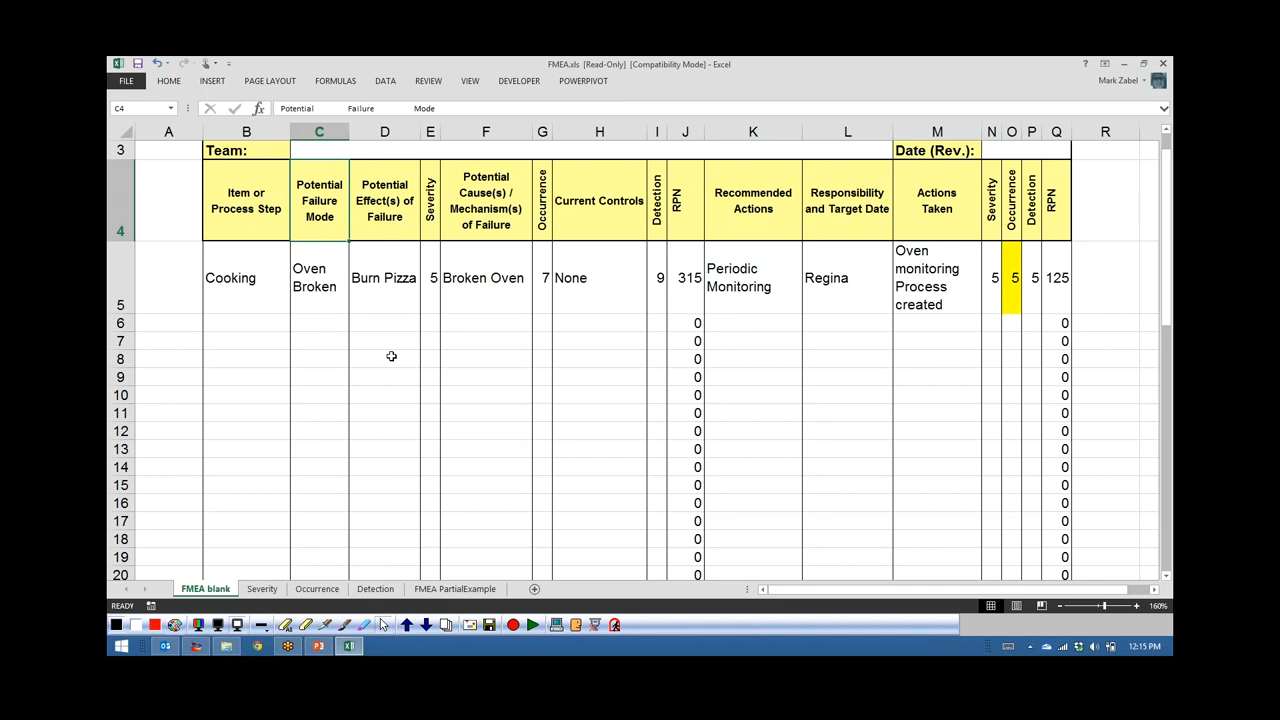 FMEA.xls [Read-Only] [Compatibility Mode] - Excel
FILE HOME INSERT PAGE LAYOUT FORMULAS DATA REVIEW VIEW DEVELOPER POWERPIVOT Mark Zabel
C4 fx Potential Failure Mode
A B C D E F G H I J K L M N O P Q R
3 Team: Date (Rev.):
4
Item or
Process Step
Potential
Failure
Mode
Potential
Effect(s) of
Failure
Severity
Potential
Cause(s) /
Mechanism(s)
of Failure
Occurrence
Current Controls
Detection
RPN
Recommended
Actions
Responsibility
and Target Date
Actions
Taken
Severity
Occurrence
Detection
RPN
5
Cooking
Oven
Broken
Burn Pizza
5
Broken Oven
7
None
9
315
Periodic
Monitoring
Regina
Oven
monitoring
Process
created
5
5
5
125
6 0 0
7 0 0
8 0 0
9 0 0
10 0 0
11 0 0
12 0 0
13 0 0
14 0 0
15 0 0
16 0 0
17 0 0
18 0 0
19 0 0
20 0 0
FMEA blank Severity Occurrence Detection FMEA PartialExample
READY 160%
12:15 PM